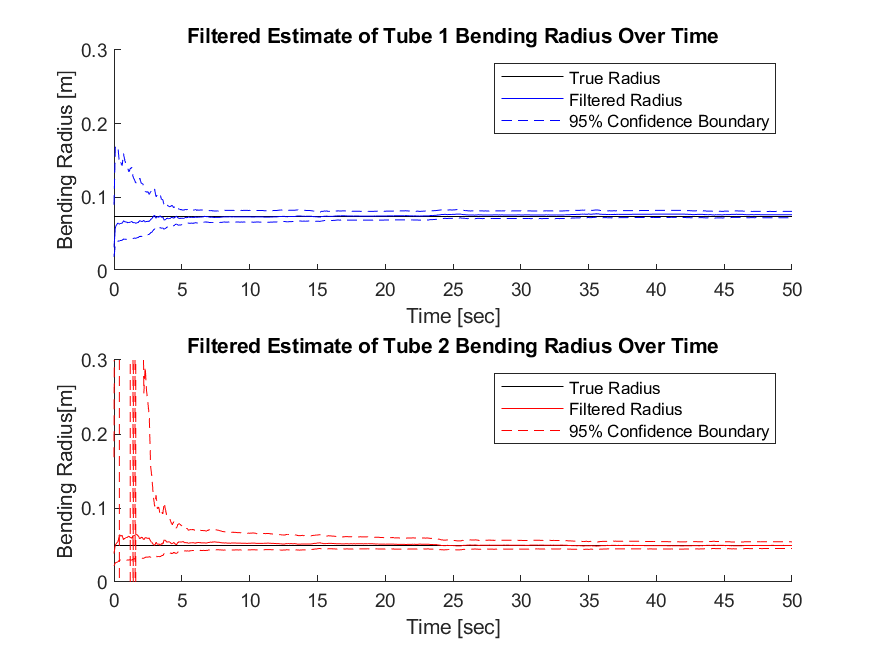 Filtered Estimate of Tube 1 Bending Radius Over Time
Bending Radius [m]
0.3
0.2
0.1
0
True Radius
Filtered Radius
95% Confidence Boundary
0 5 10 15 20 25 30 35 40 45 50
Time [sec]
Filtered Estimate of Tube 2 Bending Radius Over Time
Bending Radius[m]
0.3
0.2
0.1
0
True Radius
Filtered Radius
95% Confidence Boundary
0 5 10 15 20 25 30 35 40 45 50
Time [sec]